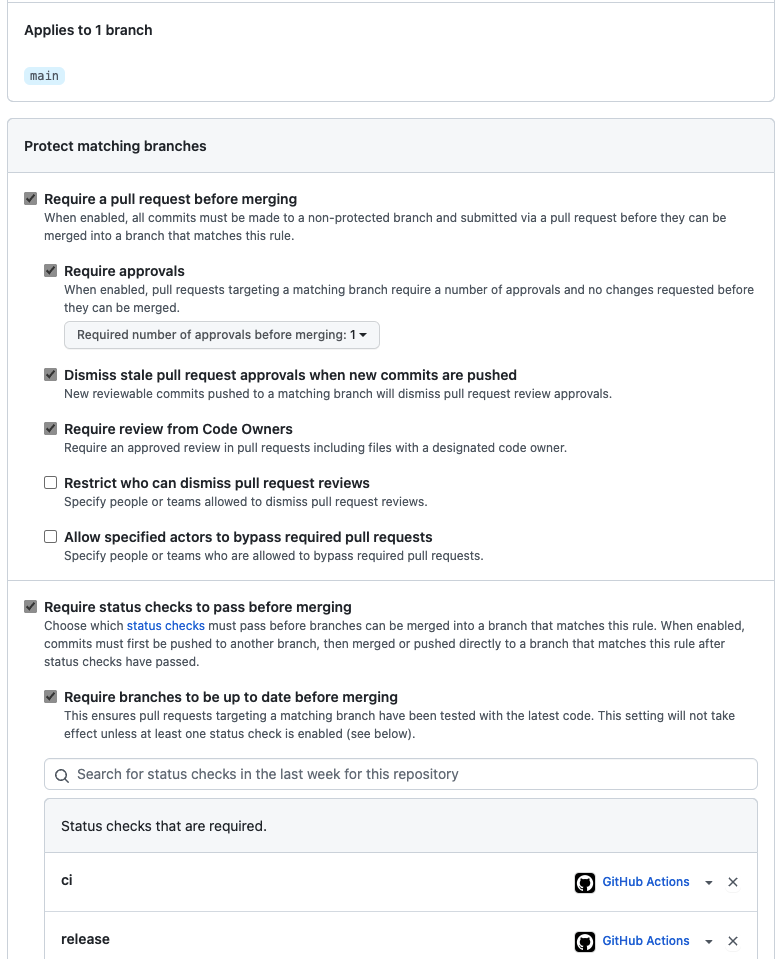 Applies to 1 branch
main
Protect matching branches
Require a pull request before merging
When enabled, all commits must be made to a non-protected branch and submitted via a pull request before they can be
merged into a branch that matches this rule.
Require approvals
When enabled, pull requests targeting a matching branch require a number of approvals and no changes requested before
they can be merged.
Required number of approvals before merging: 1
Dismiss stale pull request approvals when new commits are pushed
New reviewable commits pushed to a matching branch will dismiss pull request review approvals.
Require review from Code Owners
Require an approved review in pull requests including files with a designated code owner.
Restrict who can dismiss pull request reviews
Specify people or teams allowed to dismiss pull request reviews.
Allow specified actors to bypass required pull requests
Specify people or teams who are allowed to bypass required pull requests.
Require status checks to pass before merging
Choose which status checks must pass before branches can be merged into a branch that matches this rule. When enabled,
commits must first be pushed to another branch, then merged or pushed directly to a branch that matches this rule after
status checks have passed.
Require branches to be up to date before merging
This ensures pull requests targeting a matching branch have been tested with the latest code. This setting will not take
effect unless at least one status check is enabled (see below).
Search for status checks in the last week for this repository
Status checks that are required.
ci GitHub Actions
release GitHub Actions